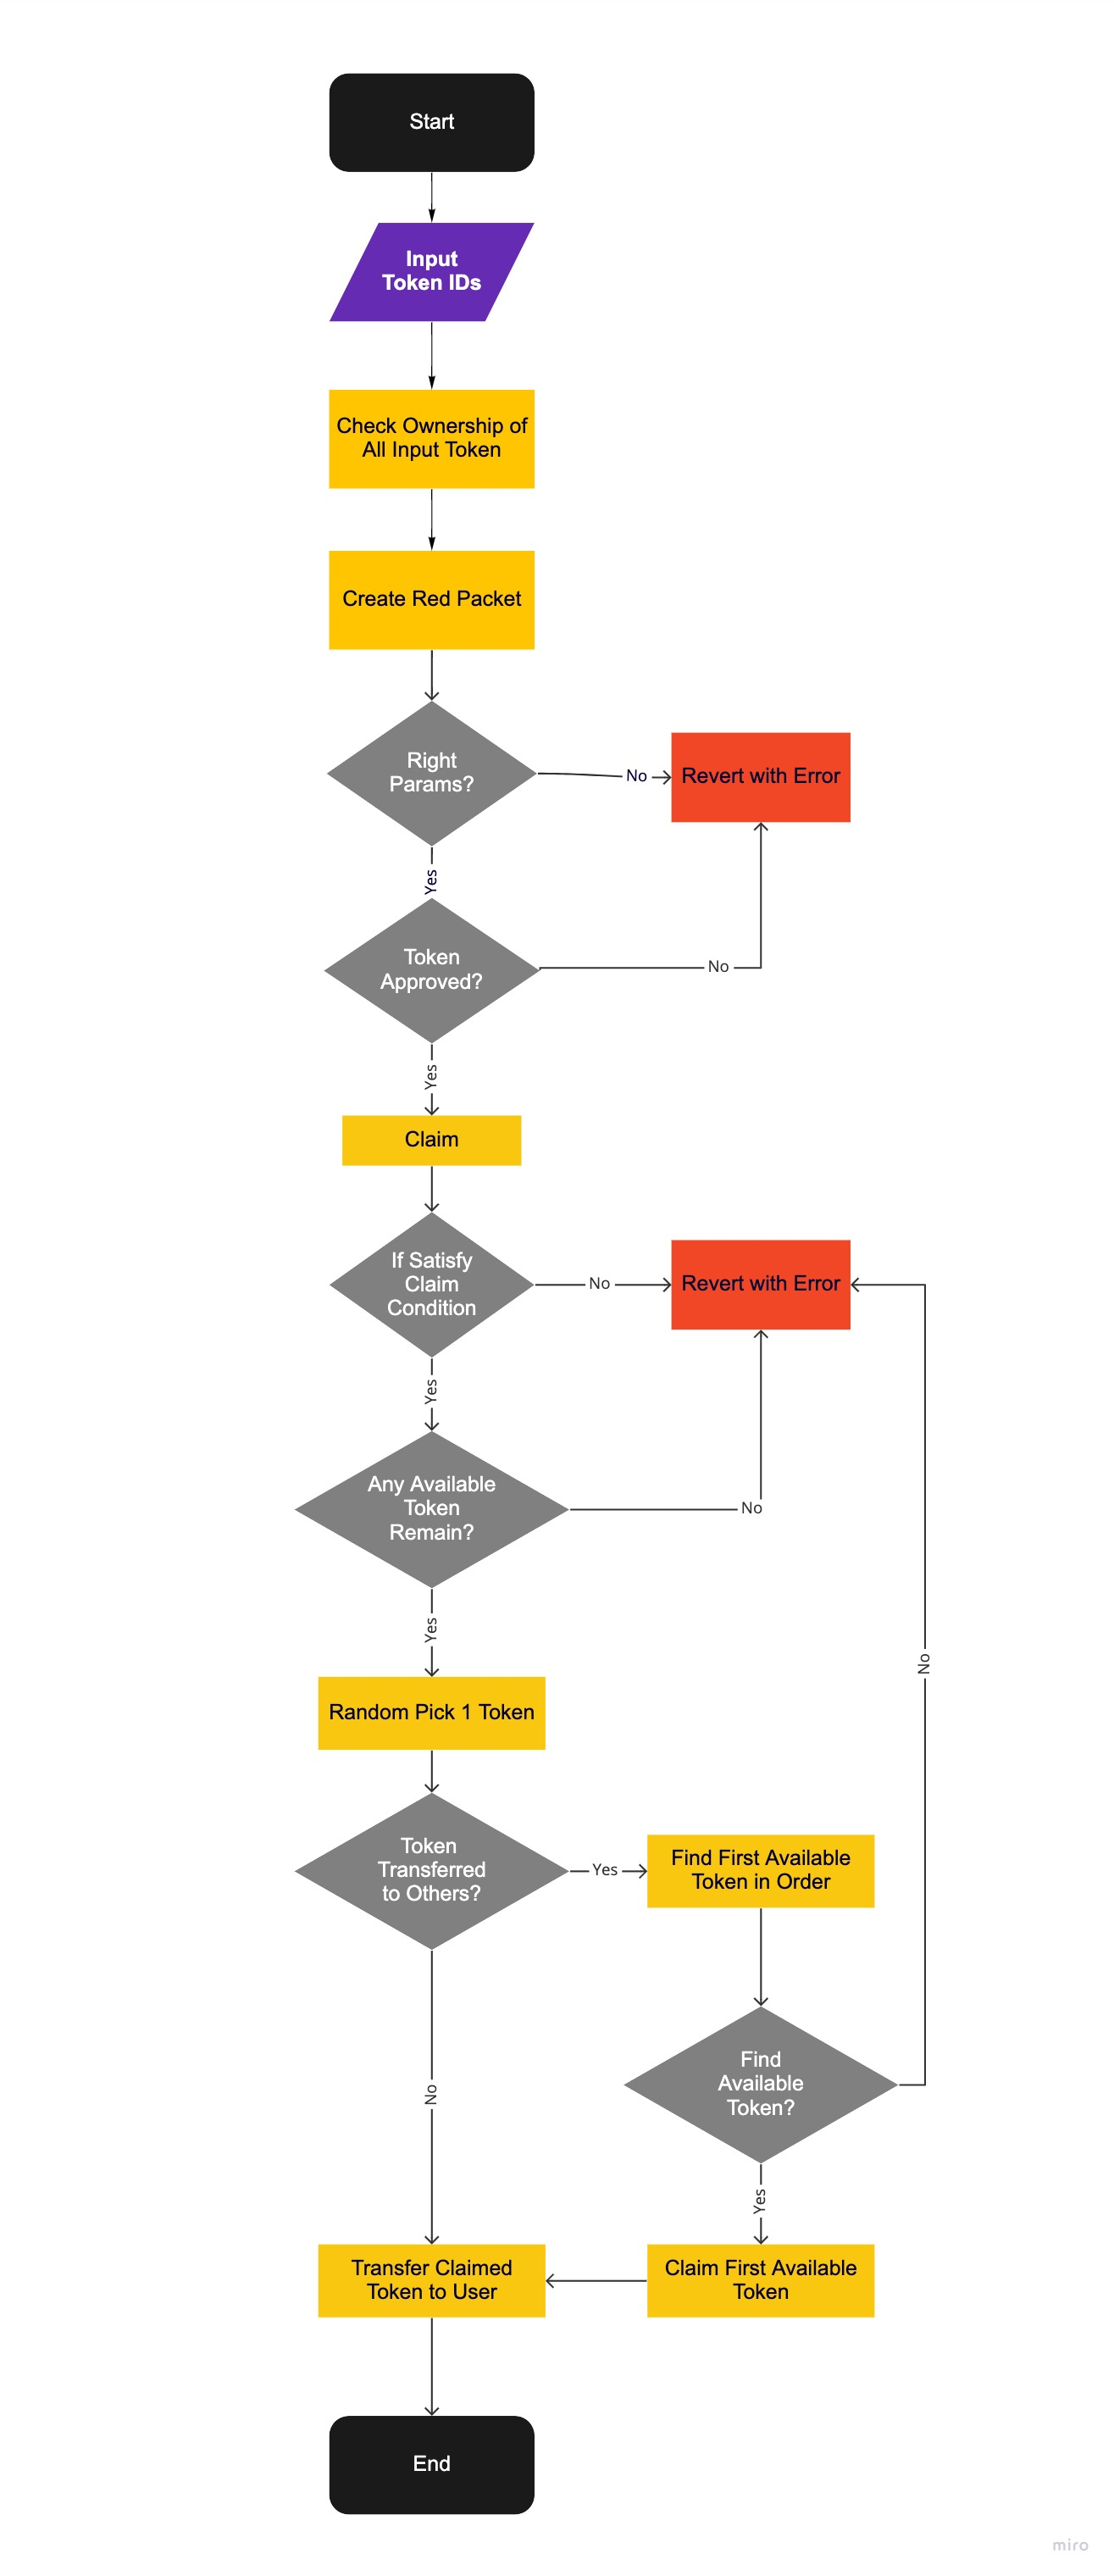 Start
Input
Token IDs
Check Ownership of
All Input Token
Create Red Packet
Right
Params?
No
Revert with Error
Yes
Token
Approved?
No
Yes
Claim
If Satisfy
Claim
Condition
No
Revert with Error
Yes
Any Available
Token
Remain?
No
Yes
No
Random Pick 1 Token
Token
Transferred
to Others?
Yes
Find First Available
Token in Order
Find
Available
Token?
No
Yes
Transfer Claimed
Token to User
Claim First Available
Token
End
miro